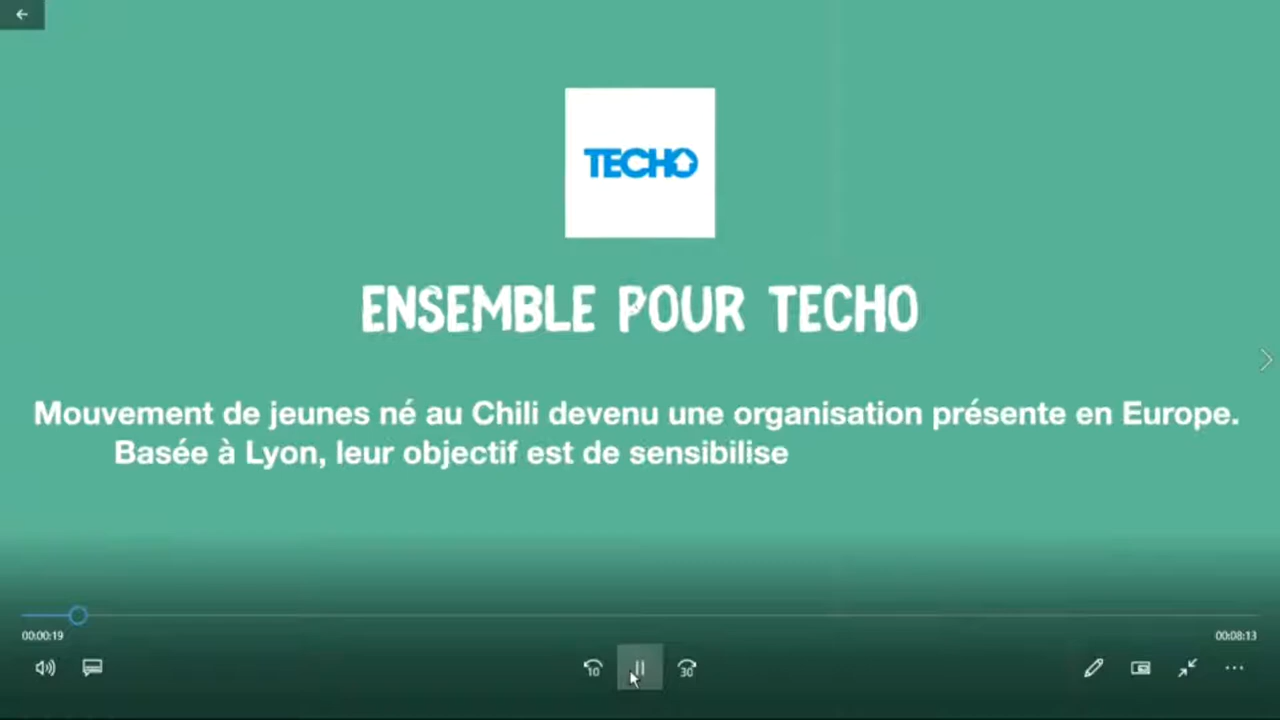 TECHO
ENSEMBLE POUR TECHO
Mouvement de jeunes né au Chili devenu une organisation présente en Europe.
Basée à Lyon, leur objectif est de sensibilise
00:00:19
00:08:13
10
30